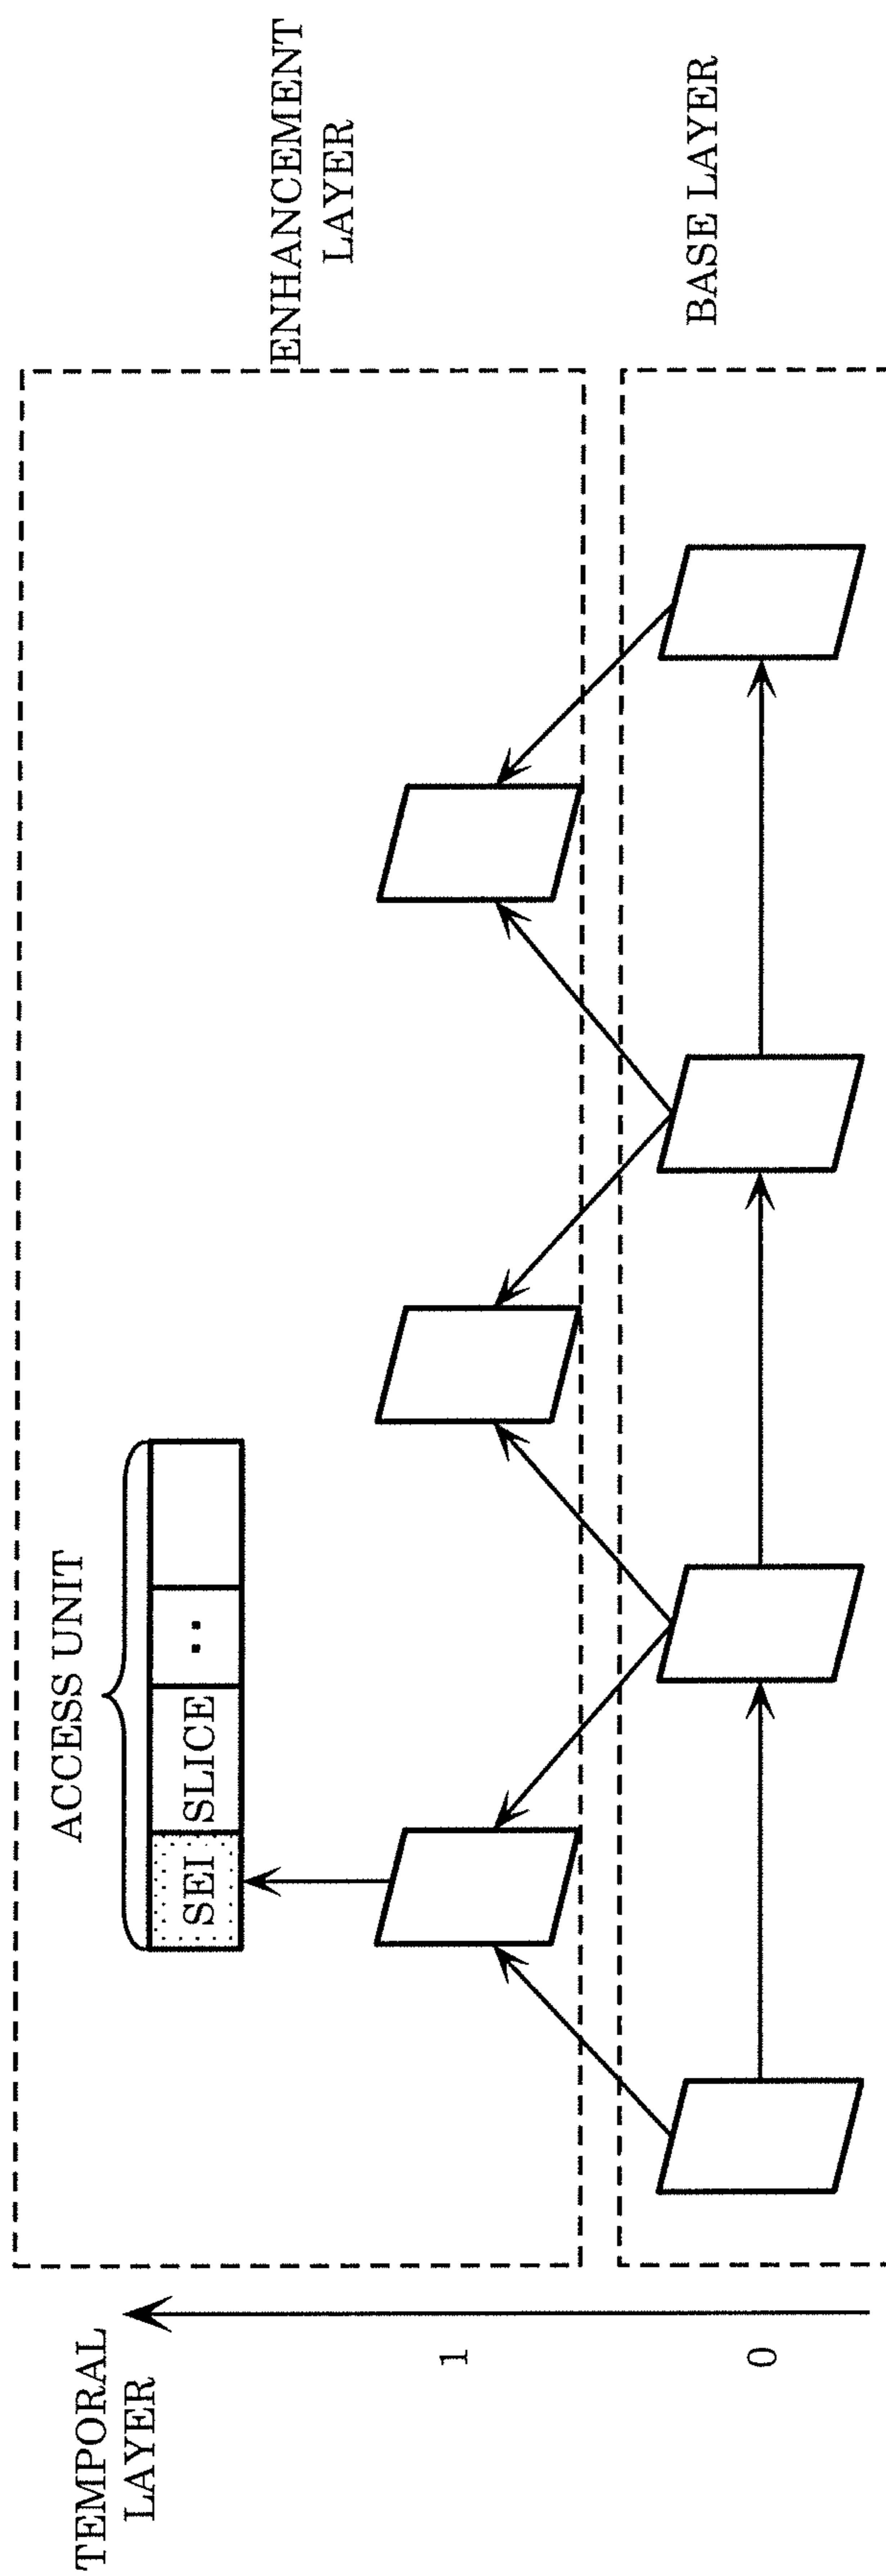 TEMPORAL
LAYER
1
0
ACCESS UNIT
SEI SLICE ..
ENHANCEMENT
LAYER
BASE LAYER